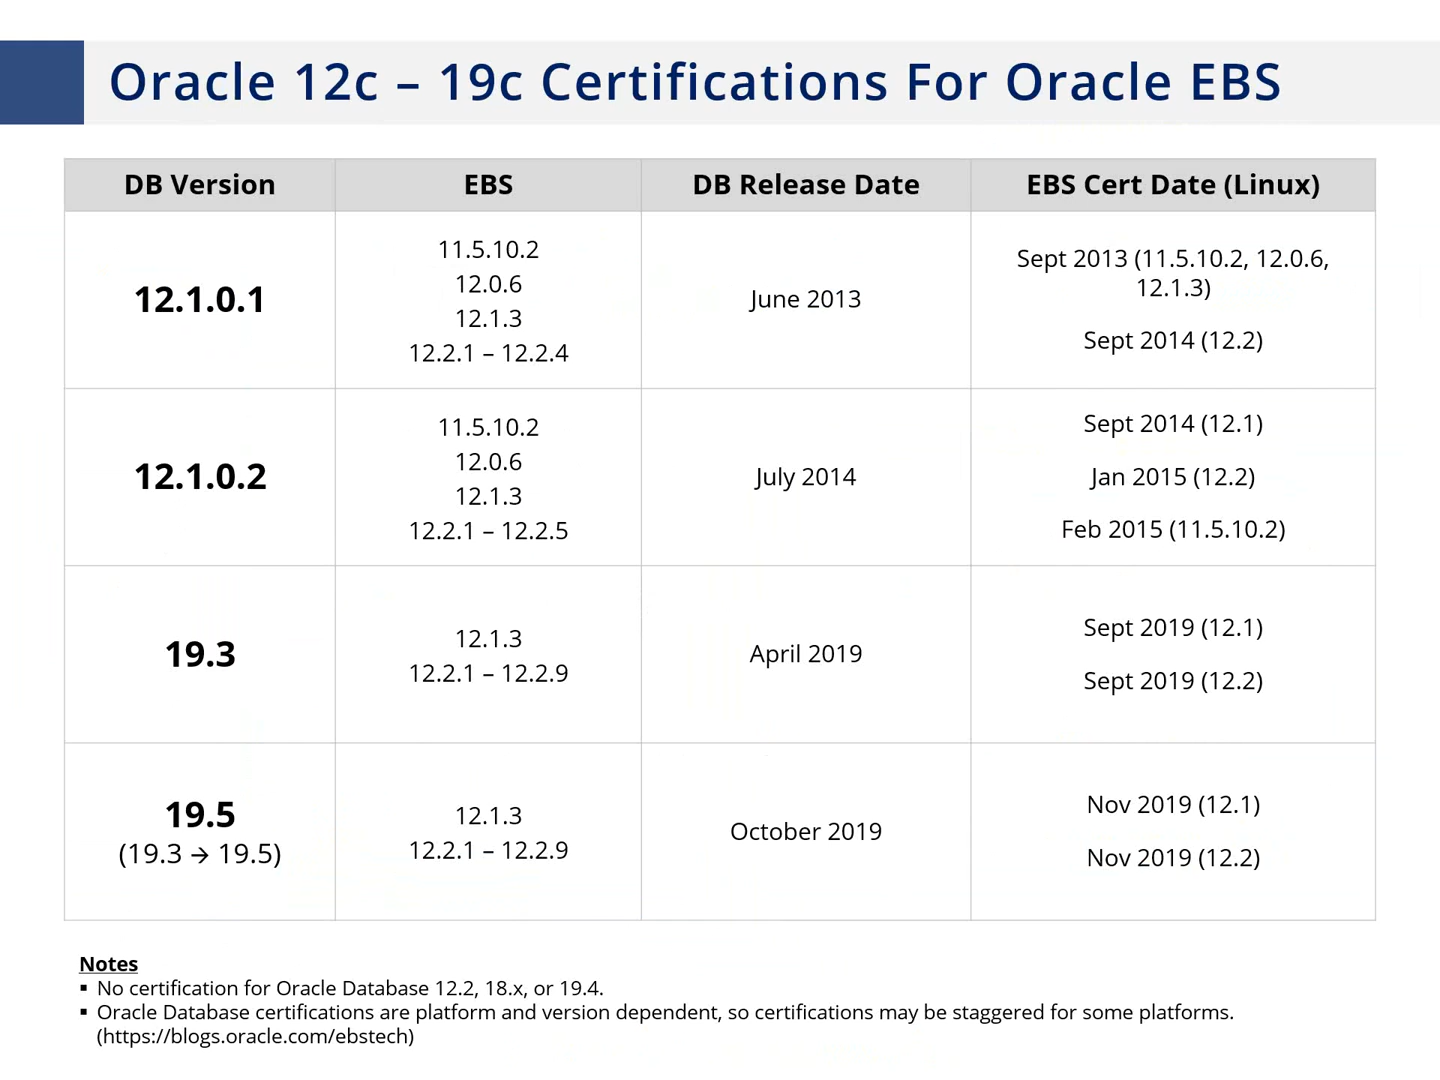 Oracle 12c – 19c Certifications For Oracle EBS
DB Version
EBS
DB Release Date
EBS Cert Date (Linux)
12.1.0.1
11.5.10.2
12.0.6
12.1.3
12.2.1 – 12.2.4
June 2013
Sept 2013 (11.5.10.2, 12.0.6,
12.1.3)
Sept 2014 (12.2)
12.1.0.2
11.5.10.2
12.0.6
12.1.3
12.2.1 – 12.2.5
July 2014
Sept 2014 (12.1)
Jan 2015 (12.2)
Feb 2015 (11.5.10.2)
19.3
12.1.3
12.2.1 – 12.2.9
April 2019
Sept 2019 (12.1)
Sept 2019 (12.2)
19.5
(19.3 → 19.5)
12.1.3
12.2.1 – 12.2.9
October 2019
Nov 2019 (12.1)
Nov 2019 (12.2)
Notes
▪ No certification for Oracle Database 12.2, 18.x, or 19.4.
▪ Oracle Database certifications are platform and version dependent, so certifications may be staggered for some platforms.
(https://blogs.oracle.com/ebstech)